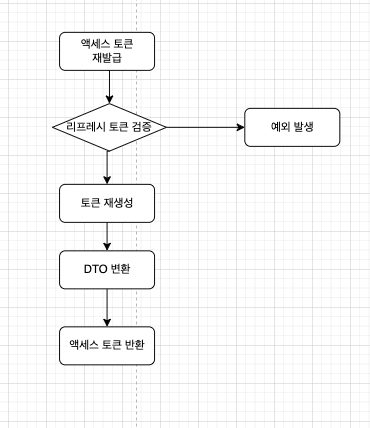 액세스 토큰
재발급
리프레시 토큰 검증
예외 발생
토큰 재생성
DTO 변환
액세스 토큰 반환